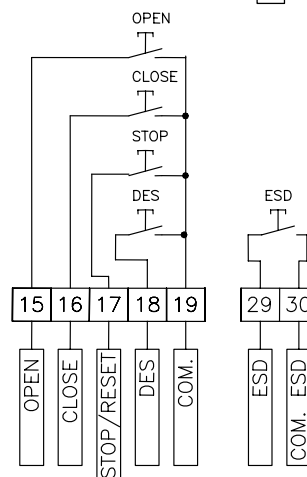 OPEN
CLOSE
STOP
DES
ESD
15 16 17 18 19 29 30
OPEN
CLOSE
STOP/RESET
DES
COM.
ESD
COM. ESD